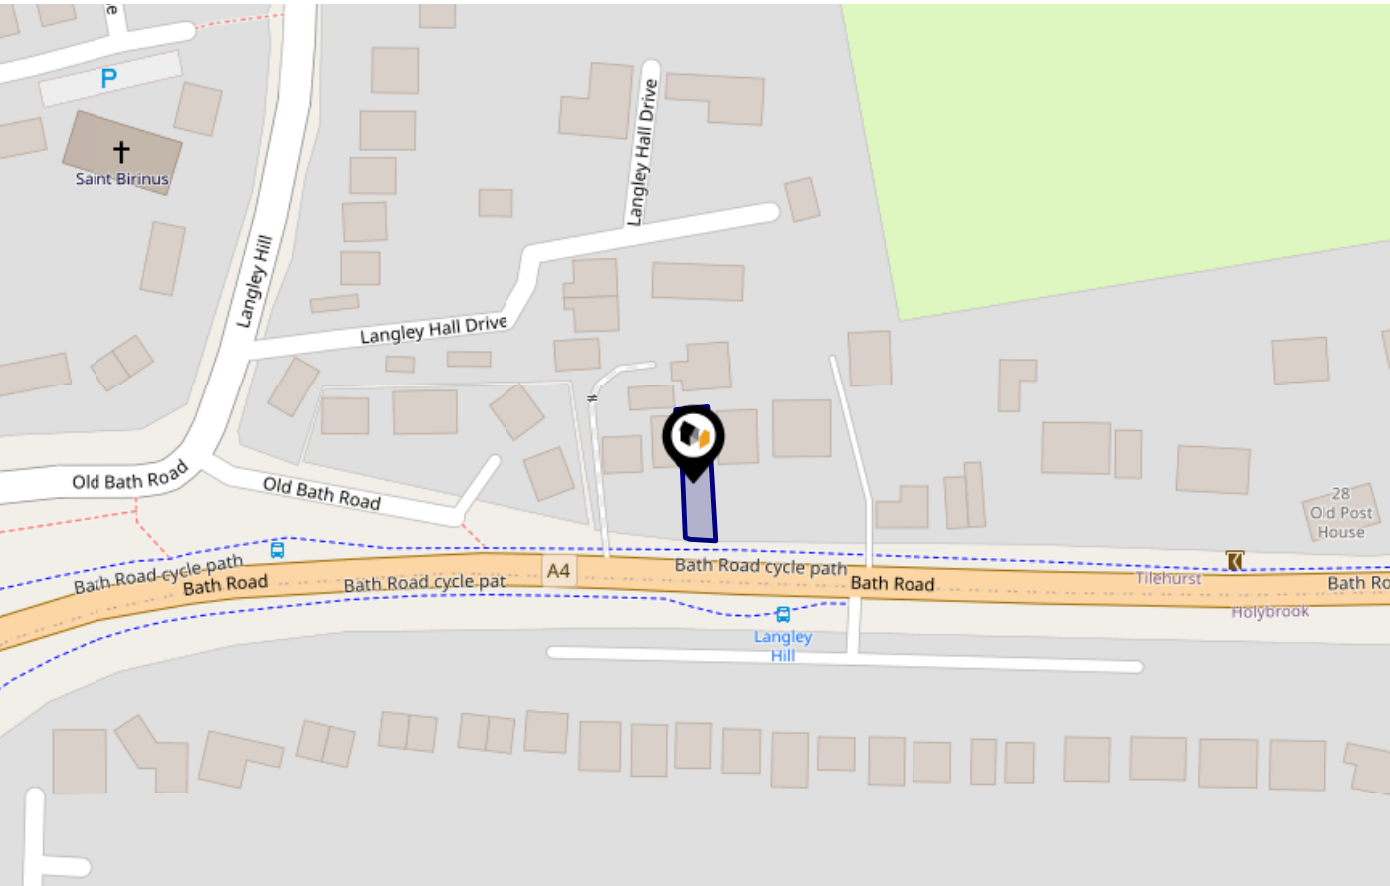 e
P
Saint Birinus
Langley Hill
Langley Hall Drive
Langley Hall Drive
Old Bath Road
Old Bath Road
28
Old Post
House
Bath Road cycle path
Bath Road
Bath Road cycle pat
A4
Bath Road cycle path
Bath Road
Tilehurst
Bath Ro
Holybrook
Langley
Hill